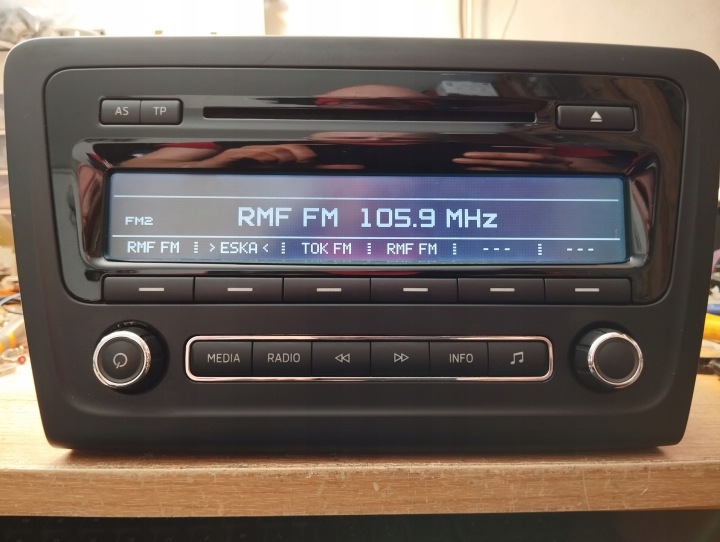 AS TP
RMF FM 105.9 MHz
FM2
RMF FM > ESKA < TOK FM RMF FM --- ---
MEDIA RADIO INFO